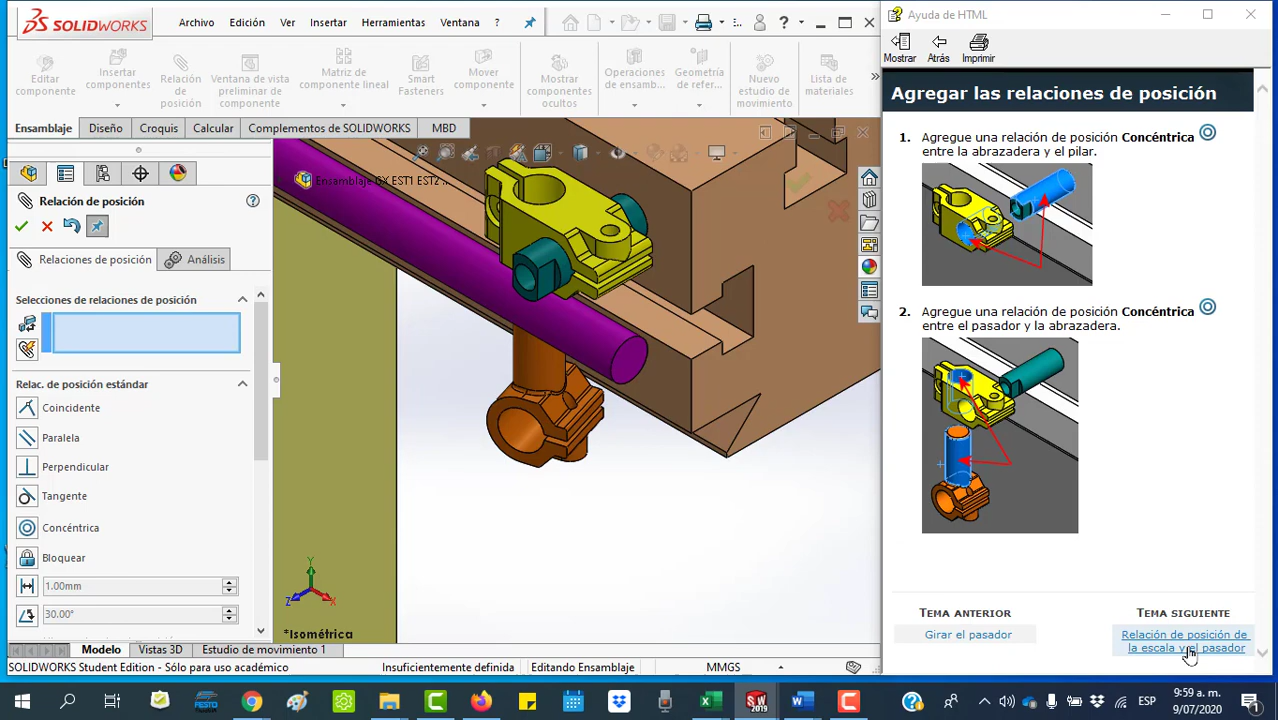 SOLIDWORKS
Archivo Edición Ver Insertar Herramientas Ventana ?
Editar componente
Insertar componentes
Relación de posición
Ventana de vista preliminar de componente
Matriz de componente lineal
Smart Fasteners
Mover componente
Mostrar componentes ocultos
Operaciones de ensamb...
Geometría de refer...
Nuevo estudio de movimiento
Lista de materiales
Ensamblaje Diseño Croquis Calcular Complementos de SOLIDWORKS MBD
Relación de posición
Relaciones de posición Análisis
Selecciones de relaciones de posición
Relac. de posición estándar
Coincidente
Paralela
Perpendicular
Tangente
Concéntrica
Bloquear
1.00mm
30.00°
Y
Z
X
*Isométrica
Modelo Vistas 3D Estudio de movimiento 1
SOLIDWORKS Student Edition - Sólo para uso académico Insuficientemente definida Editando Ensamblaje MMGS
Ayuda de HTML
Mostrar Atrás Imprimir
Agregar las relaciones de posición
1. Agregue una relación de posición Concéntrica
entre la abrazadera y el pilar.
2. Agregue una relación de posición Concéntrica
entre el pasador y la abrazadera.
TEMA ANTERIOR TEMA SIGUIENTE
Girar el pasador
Relación de posición de
la escala y el pasador
FESTO
SW
2019
ESP
9:59 a. m.
9/07/2020
1